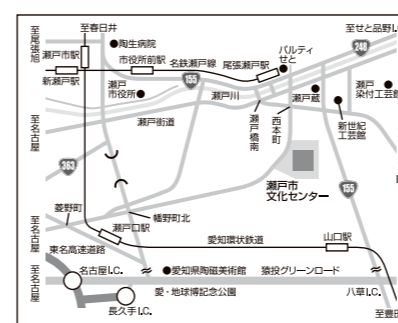 至春日井
至せと品野I.C
至尾張旭
瀬戸市駅
陶生病院
市役所前駅
名鉄瀬戸線
尾張瀬戸駅
パルティ
せと
248
新瀬戸駅
155
瀬戸
市役所
瀬戸川
瀬戸蔵
瀬戸
染付工芸館
至名古屋
瀬戸街道
瀬戸橋南
西本町
新世紀
工芸館
363
瀬戸市
文化センター
155
菱野町
幡野町北
瀬戸口駅
至名古屋
東名高速道路
愛知環状鉄道
山口駅
至名古屋
名古屋I.C.
愛知県陶磁美術館
猿投グリーンロード
愛・地球博記念公園
八草I.C.
長久手I.C.
至豊田